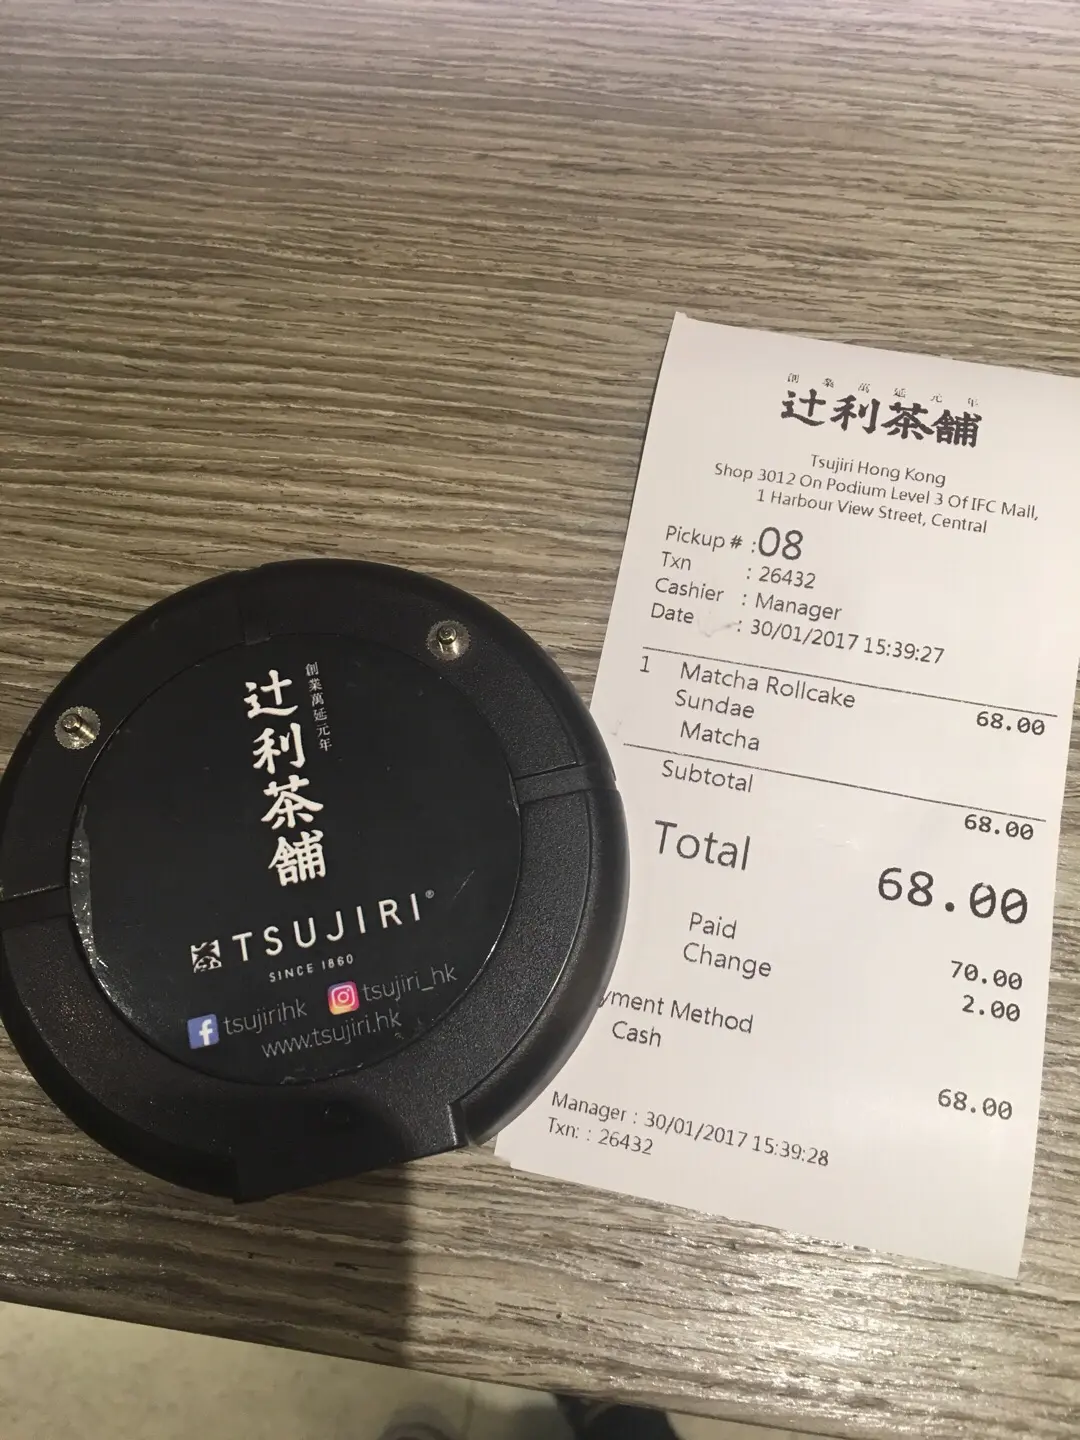 創業萬延元年
辻利茶舗
TSUJIRI®
SINCE 1860
tsujirihk tsujiri_hk
www.tsujiri.hk
創業萬延元年
辻利茶舗
Tsujiri Hong Kong
Shop 3012 On Podium Level 3 Of IFC Mall,
1 Harbour View Street, Central
Pickup # :08
Txn : 26432
Cashier : Manager
Date : 30/01/2017 15:39:27
1 Matcha Rollcake
Sundae 68.00
Matcha
Subtotal 68.00
Total 68.00
Paid 70.00
Change 2.00
yment Method
Cash 68.00
Manager : 30/01/2017 15:39:28
Txn: : 26432